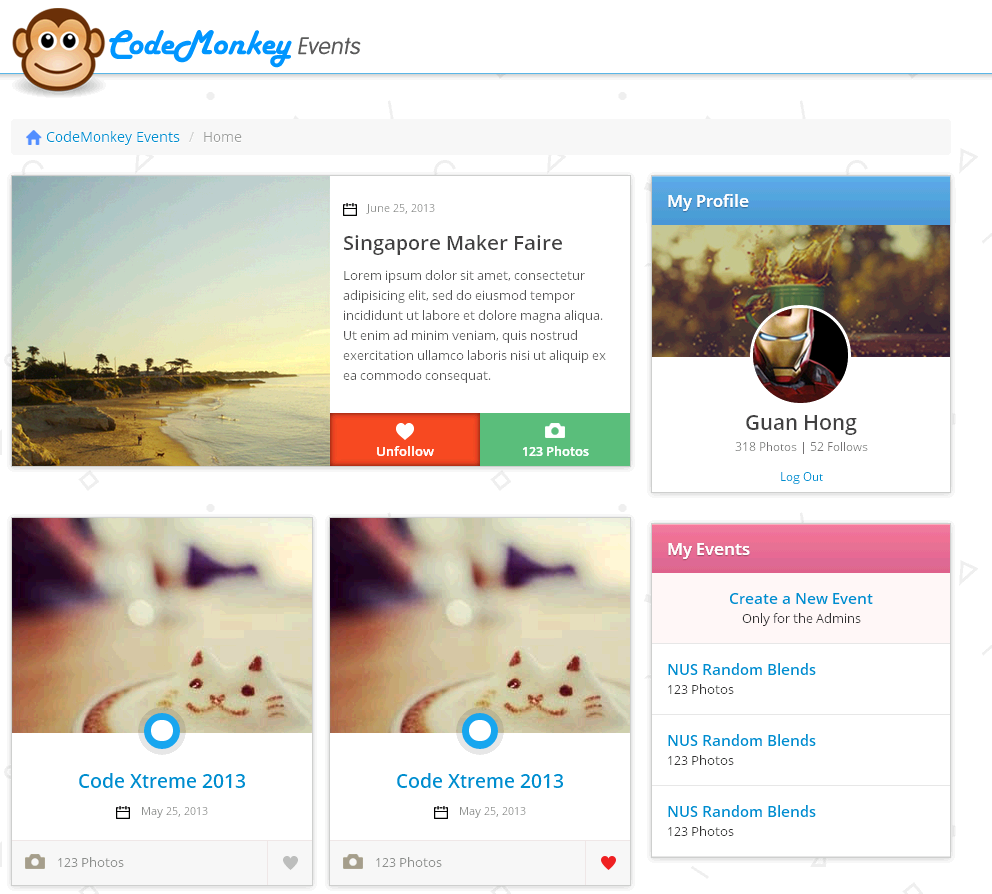 CodeMonkey Events
CodeMonkey Events / Home
June 25, 2013
Singapore Maker Faire
Lorem ipsum dolor sit amet, consectetur
adipisicing elit, sed do eiusmod tempor
incididunt ut labore et dolore magna aliqua.
Ut enim ad minim veniam, quis nostrud
exercitation ullamco laboris nisi ut aliquip ex
ea commodo consequat.
Unfollow
123 Photos
My Profile
Guan Hong
318 Photos | 52 Follows
Log Out
Code Xtreme 2013
May 25, 2013
123 Photos
Code Xtreme 2013
May 25, 2013
123 Photos
My Events
Create a New Event
Only for the Admins
NUS Random Blends
123 Photos
NUS Random Blends
123 Photos
NUS Random Blends
123 Photos